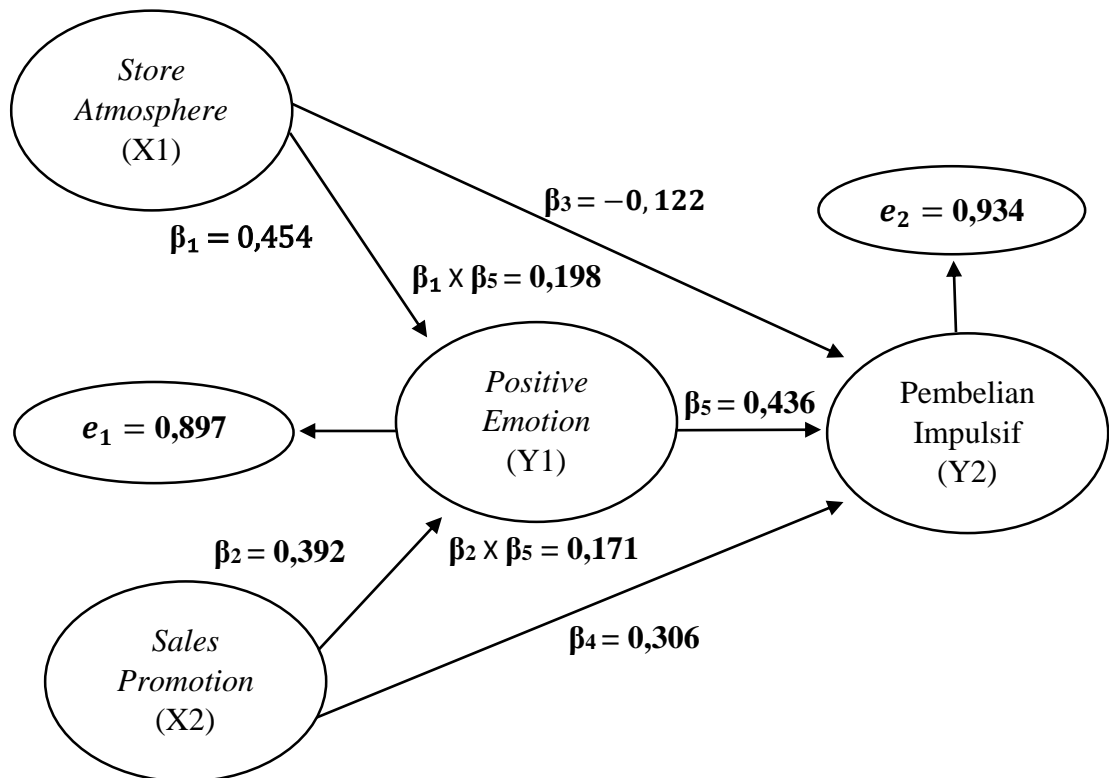 Store
Atmosphere
(X1)
β₃ = −0, 122
e₂ = 0,934
β₁ = 0,454
β₁ X β₅ = 0,198
Positive
Emotion
(Y1)
β₅ = 0,436
Pembelian
Impulsif
(Y2)
e₁ = 0,897
β₂ = 0,392
β₂ X β₅ = 0,171
β₄ = 0,306
Sales
Promotion
(X2)